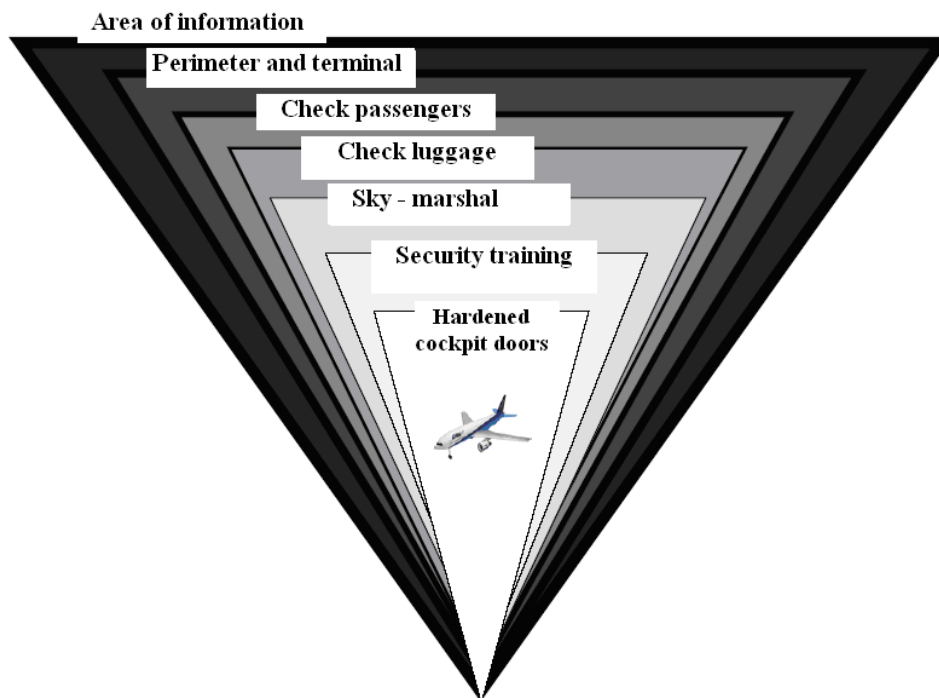 Area of information
Perimeter and terminal
Check passengers
Check luggage
Sky - marshal
Security training
Hardened
cockpit doors